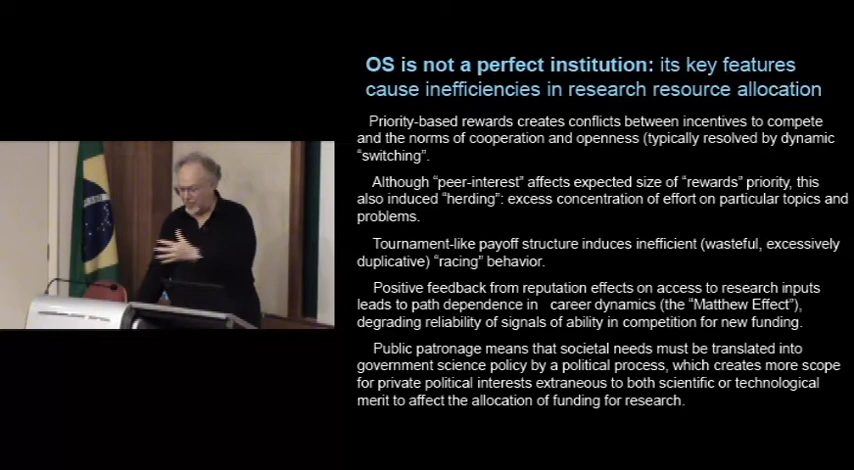 OS is not a perfect institution: its key features
cause inefficiencies in research resource allocation
Priority-based rewards creates conflicts between incentives to compete
and the norms of cooperation and openness (typically resolved by dynamic
“switching”.
Although “peer-interest” affects expected size of “rewards” priority, this
also induced “herding”: excess concentration of effort on particular topics and
problems.
Tournament-like payoff structure induces inefficient (wasteful, excessively
duplicative) “racing” behavior.
Positive feedback from reputation effects on access to research inputs
leads to path dependence in career dynamics (the “Matthew Effect”),
degrading reliability of signals of ability in competition for new funding.
Public patronage means that societal needs must be translated into
government science policy by a political process, which creates more scope
for private political interests extraneous to both scientific or technological
merit to affect the allocation of funding for research.